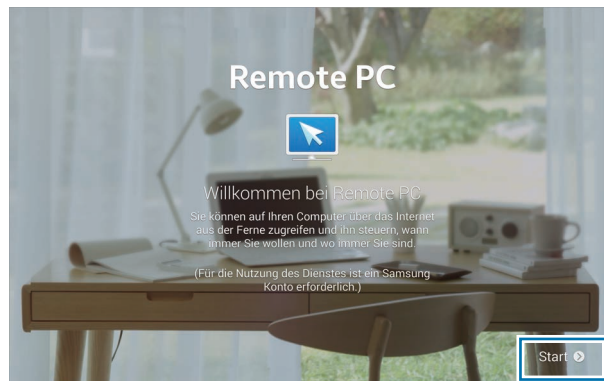 Remote PC
Willkommen bei Remote PC
Sie können auf Ihren Computer über das Internet
aus der Ferne zugreifen und ihn steuern, wann
immer Sie wollen und wo immer Sie sind.
(Für die Nutzung des Dienstes ist ein Samsung
Konto erforderlich.)
Start